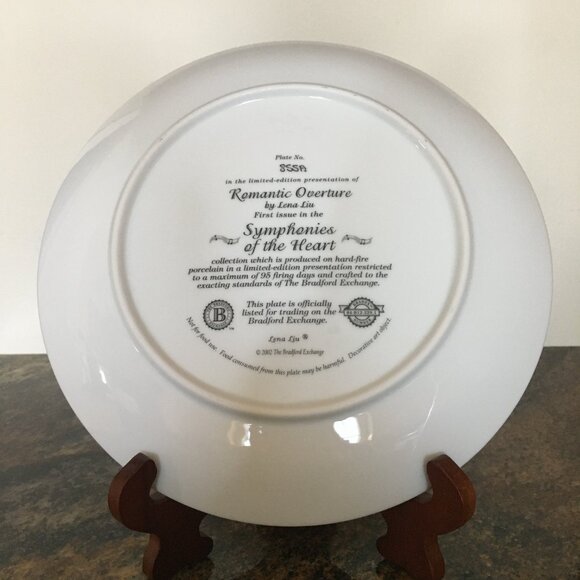 Plate No.
855A
in the limited-edition presentation of
Romantic Overture
by Lena Liu
First issue in the
Symphonies
of the Heart
collection which is produced on hard-fire
porcelain in a limited-edition presentation restricted
to a maximum of 95 firing days and crafted to the
exacting standards of The Bradford Exchange.
B
This plate is officially
listed for trading on the
Bradford Exchange.
Lena Liu ®
© 2002 The Bradford Exchange
Not for food use. Food consumed from this plate may be harmful. Decorative art object.